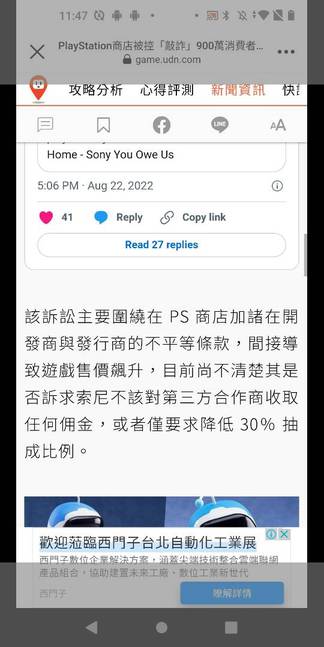 11:47
PlayStation商店被控「敲詐」900萬消費者...
game.udn.com
攻略分析 心得評測 新聞資訊 快訊
LINE
AA
Home - Sony You Owe Us
5:06 PM · Aug 22, 2022
41 Reply Copy link
Read 27 replies
該訴訟主要圍繞在 PS 商店加諸在開
發商與發行商的不平等條款，間接導
致遊戲售價飆升，目前尚不清楚其是
否訴求索尼不該對第三方合作商收取
任何佣金，或者僅要求降低 30% 抽
成比例。
歡迎蒞臨西門子台北自動化工業展
西門子數位企業解決方案，涵蓋尖端技術整合雲端聯網
產品組合，協助建置未來工廠、數位工業新世代
西門子
瞭解詳情